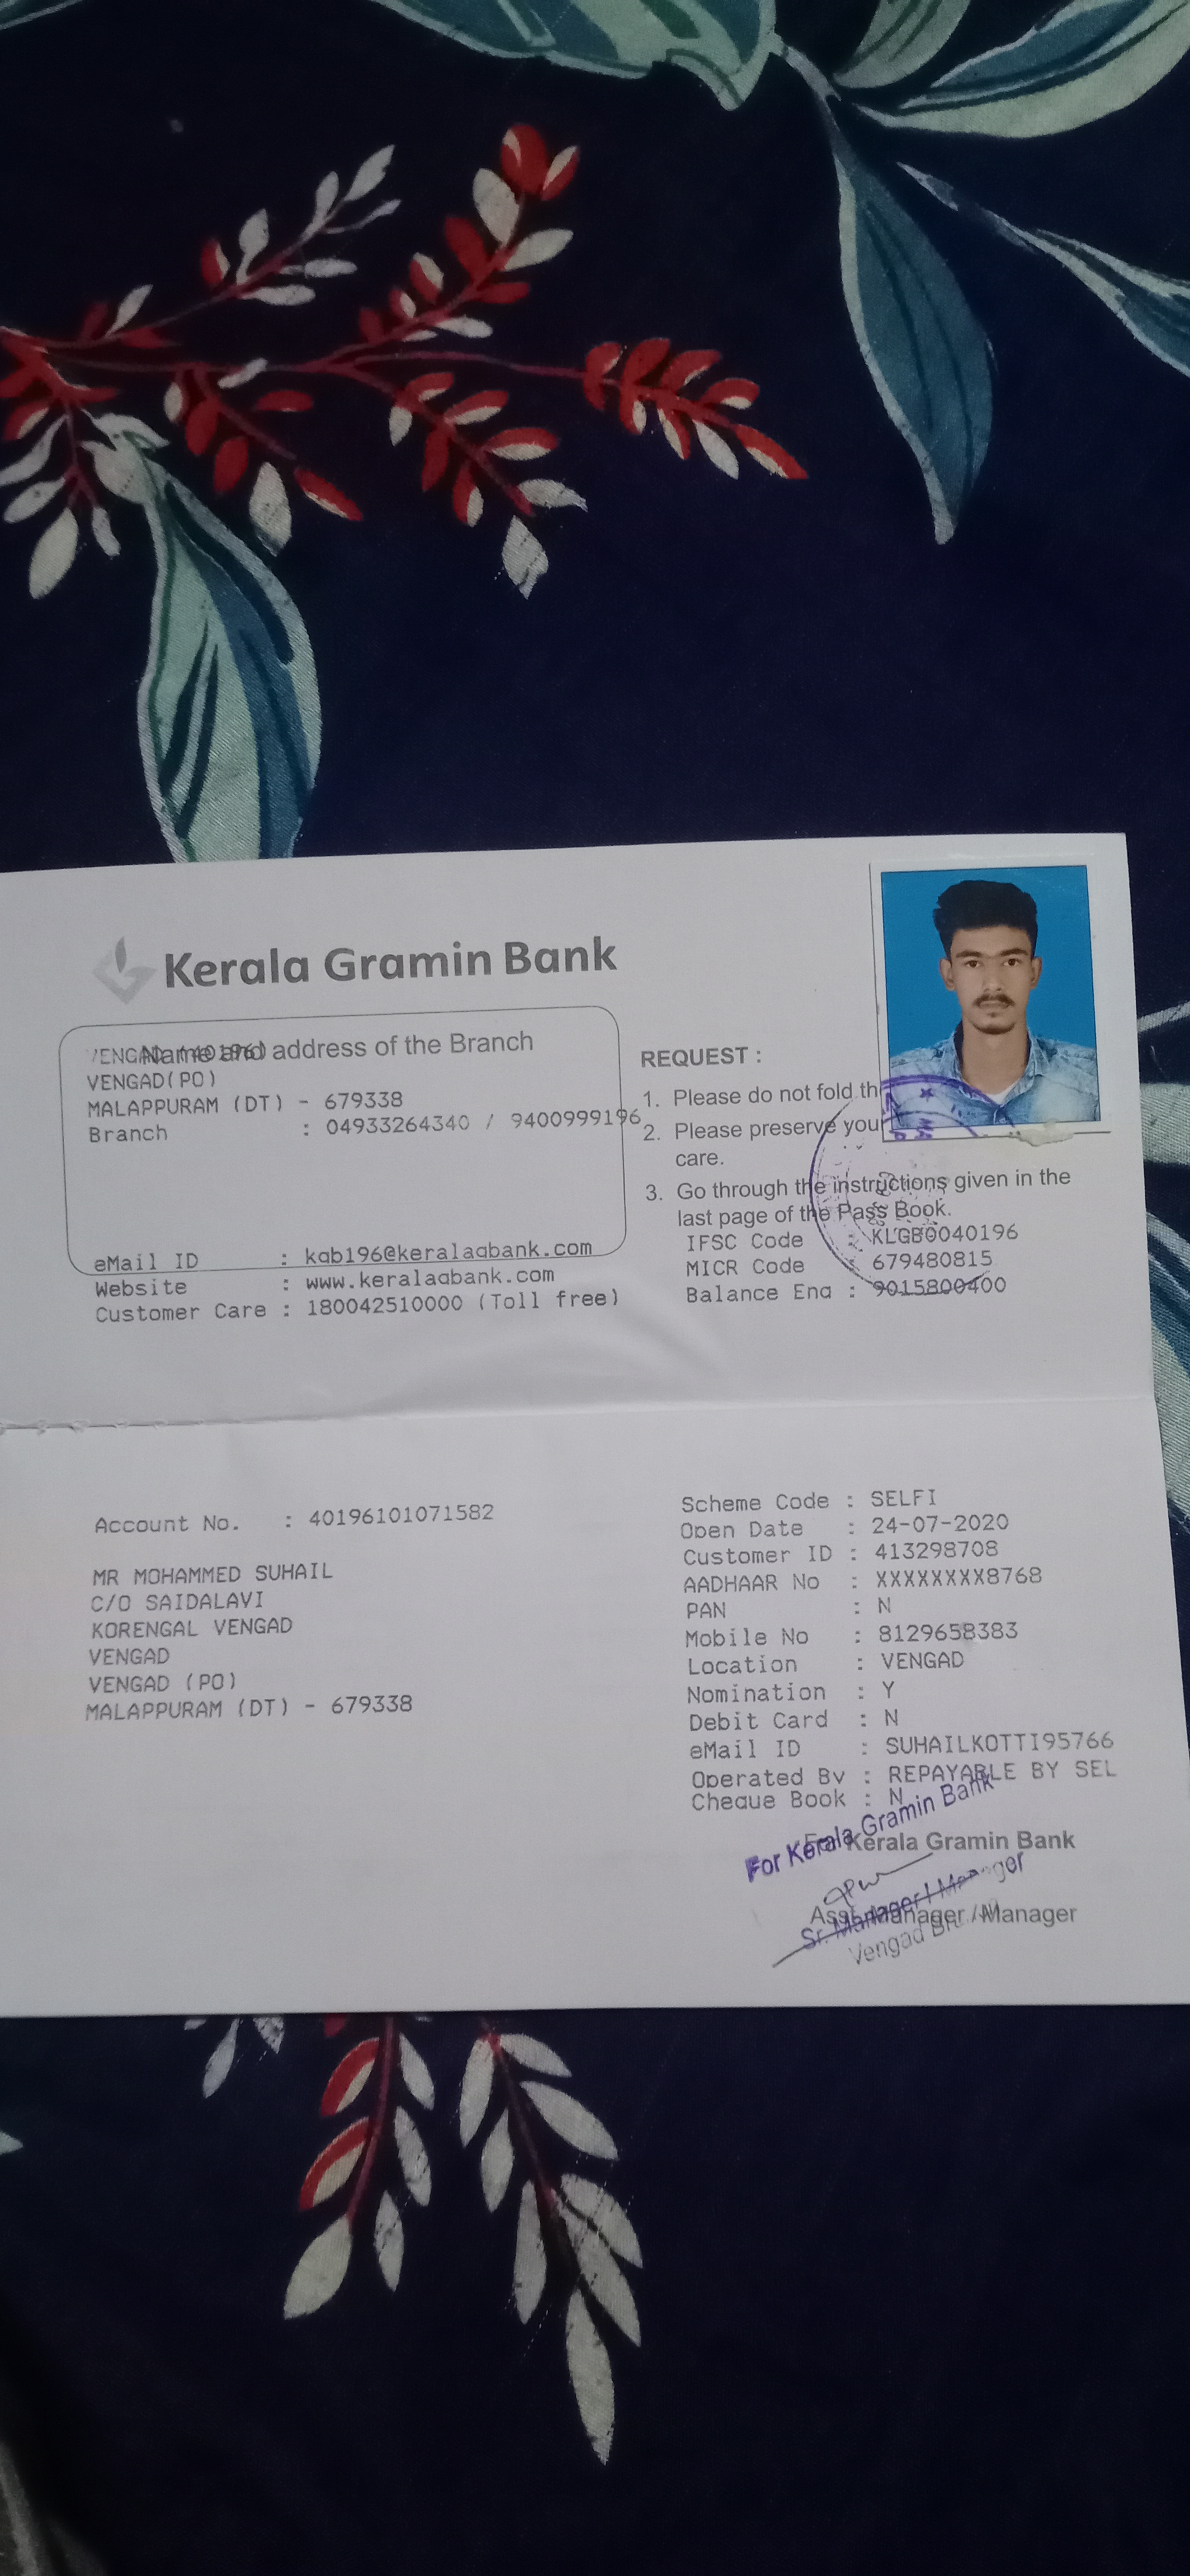 Kerala Gramin Bank
Name and address of the Branch
VENGAD(PO)
MALAPPURAM (DT) - 679338
Branch : 04933264340 / 9400999196
eMail ID : kgb196@keralagbank.com
Website : www.keralagbank.com
Customer Care : 180042510000 (Toll free)
REQUEST :
1. Please do not fold th
2. Please preserve you
care.
3. Go through the instructions given in the
last page of the Pass Book.
IFSC Code : KLGB0040196
MICR Code : 679480815
Balance Enq : 9015800400
Account No. : 40196101071582
MR MOHAMMED SUHAIL
C/O SAIDALAVI
KORENGAL VENGAD
VENGAD
VENGAD (PO)
MALAPPURAM (DT) - 679338
Scheme Code : SELFI
Open Date : 24-07-2020
Customer ID : 413298708
AADHAAR No : XXXXXXXX8768
PAN : N
Mobile No : 8129658383
Location : VENGAD
Nomination : Y
Debit Card : N
eMail ID : SUHAILKOTTI95766
Operated By : REPAYABLE BY SEL
Cheque Book : N
For Kerala Gramin Bank
Kerala Gramin Bank
Sr. Manager / Manager
Asst. Manager / Manager
Vengad